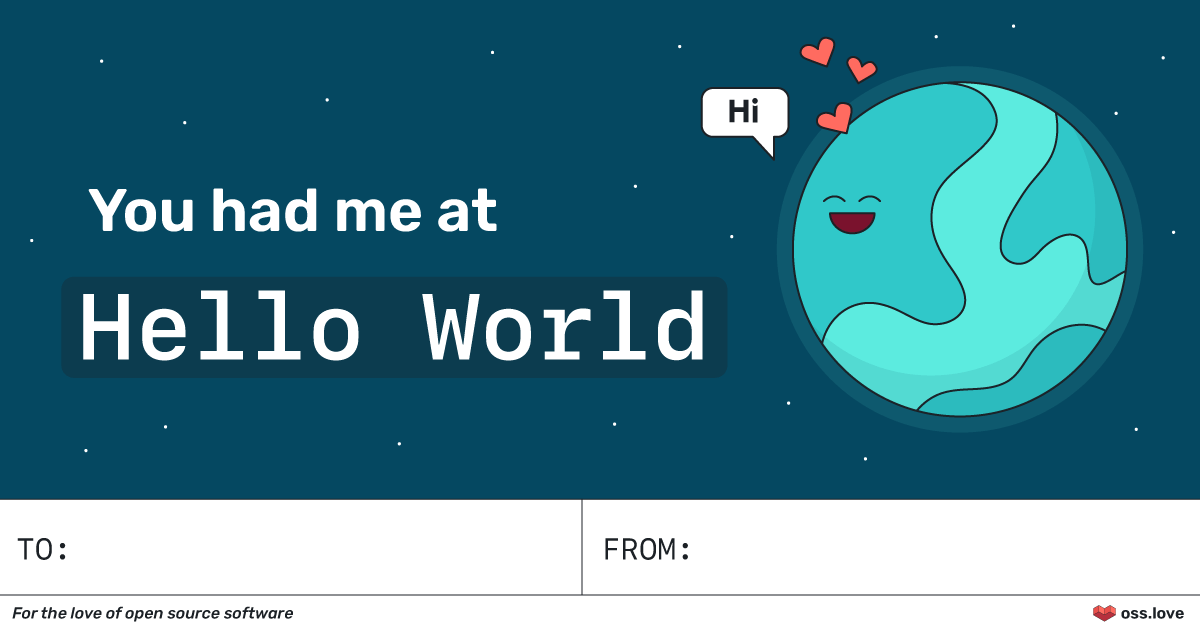 Hi
You had me at
Hello World
TO:
FROM:
For the love of open source software
oss.love